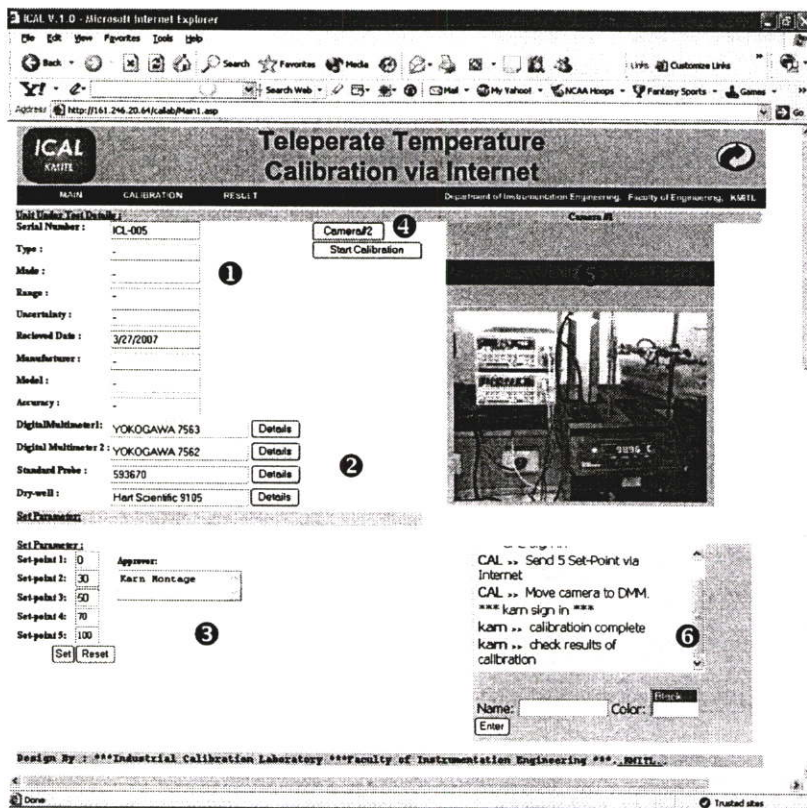 ICAL V.1.0 - Microsoft Internet Explorer
File Edit View Favorites Tools Help
Back Search Favorites Media Links Customize Links
Y! Search Web Mail My Yahoo! NCAA Hoops Fantasy Sports Games
Address http://161.246.20.64/callab/Main1.asp Go
ICAL
KMITL
Teleperate Temperature
Calibration via Internet
MAIN CALIBRATION RESULT Department of Instrumentation Engineering, Faculty of Engineering, KMITL
Unit Under Test Details :
Camera #1
Serial Number : ICL-005
Camera#2 4
Type : -
Start Calibration
Made : -
1
Range : -
5
Uncertainty : -
Recieved Date : 3/27/2007
Manufacturer : -
Model : -
Accuracy : -
DigitalMultimeter1: YOKOGAWA 7563 Details
Digital Multimeter 2 : YOKOGAWA 7562 Details
2
Standard Probe : 593670 Details
Dry-well : Hart Scientific 9105 Details
Set Parameter:
Set Parameter :
Set-point 1: 0 Approver:
Set-point 2: 30 Karn Montage
Set-point 3: 50
Set-point 4: 70
Set-point 5: 100
3
Set Reset
CAL >> Send 5 Set-Point via
Internet
CAL >> Move camera to DMM.
*** karn sign in ***
karn >> calibratioin complete
6
karn >> check results of
calibration
Name: Color: Black
Enter
Design By : ***Industrial Calibration Laboratory ***Faculty of Instrumentation Engineering ***. KMITL.
Done Trusted sites